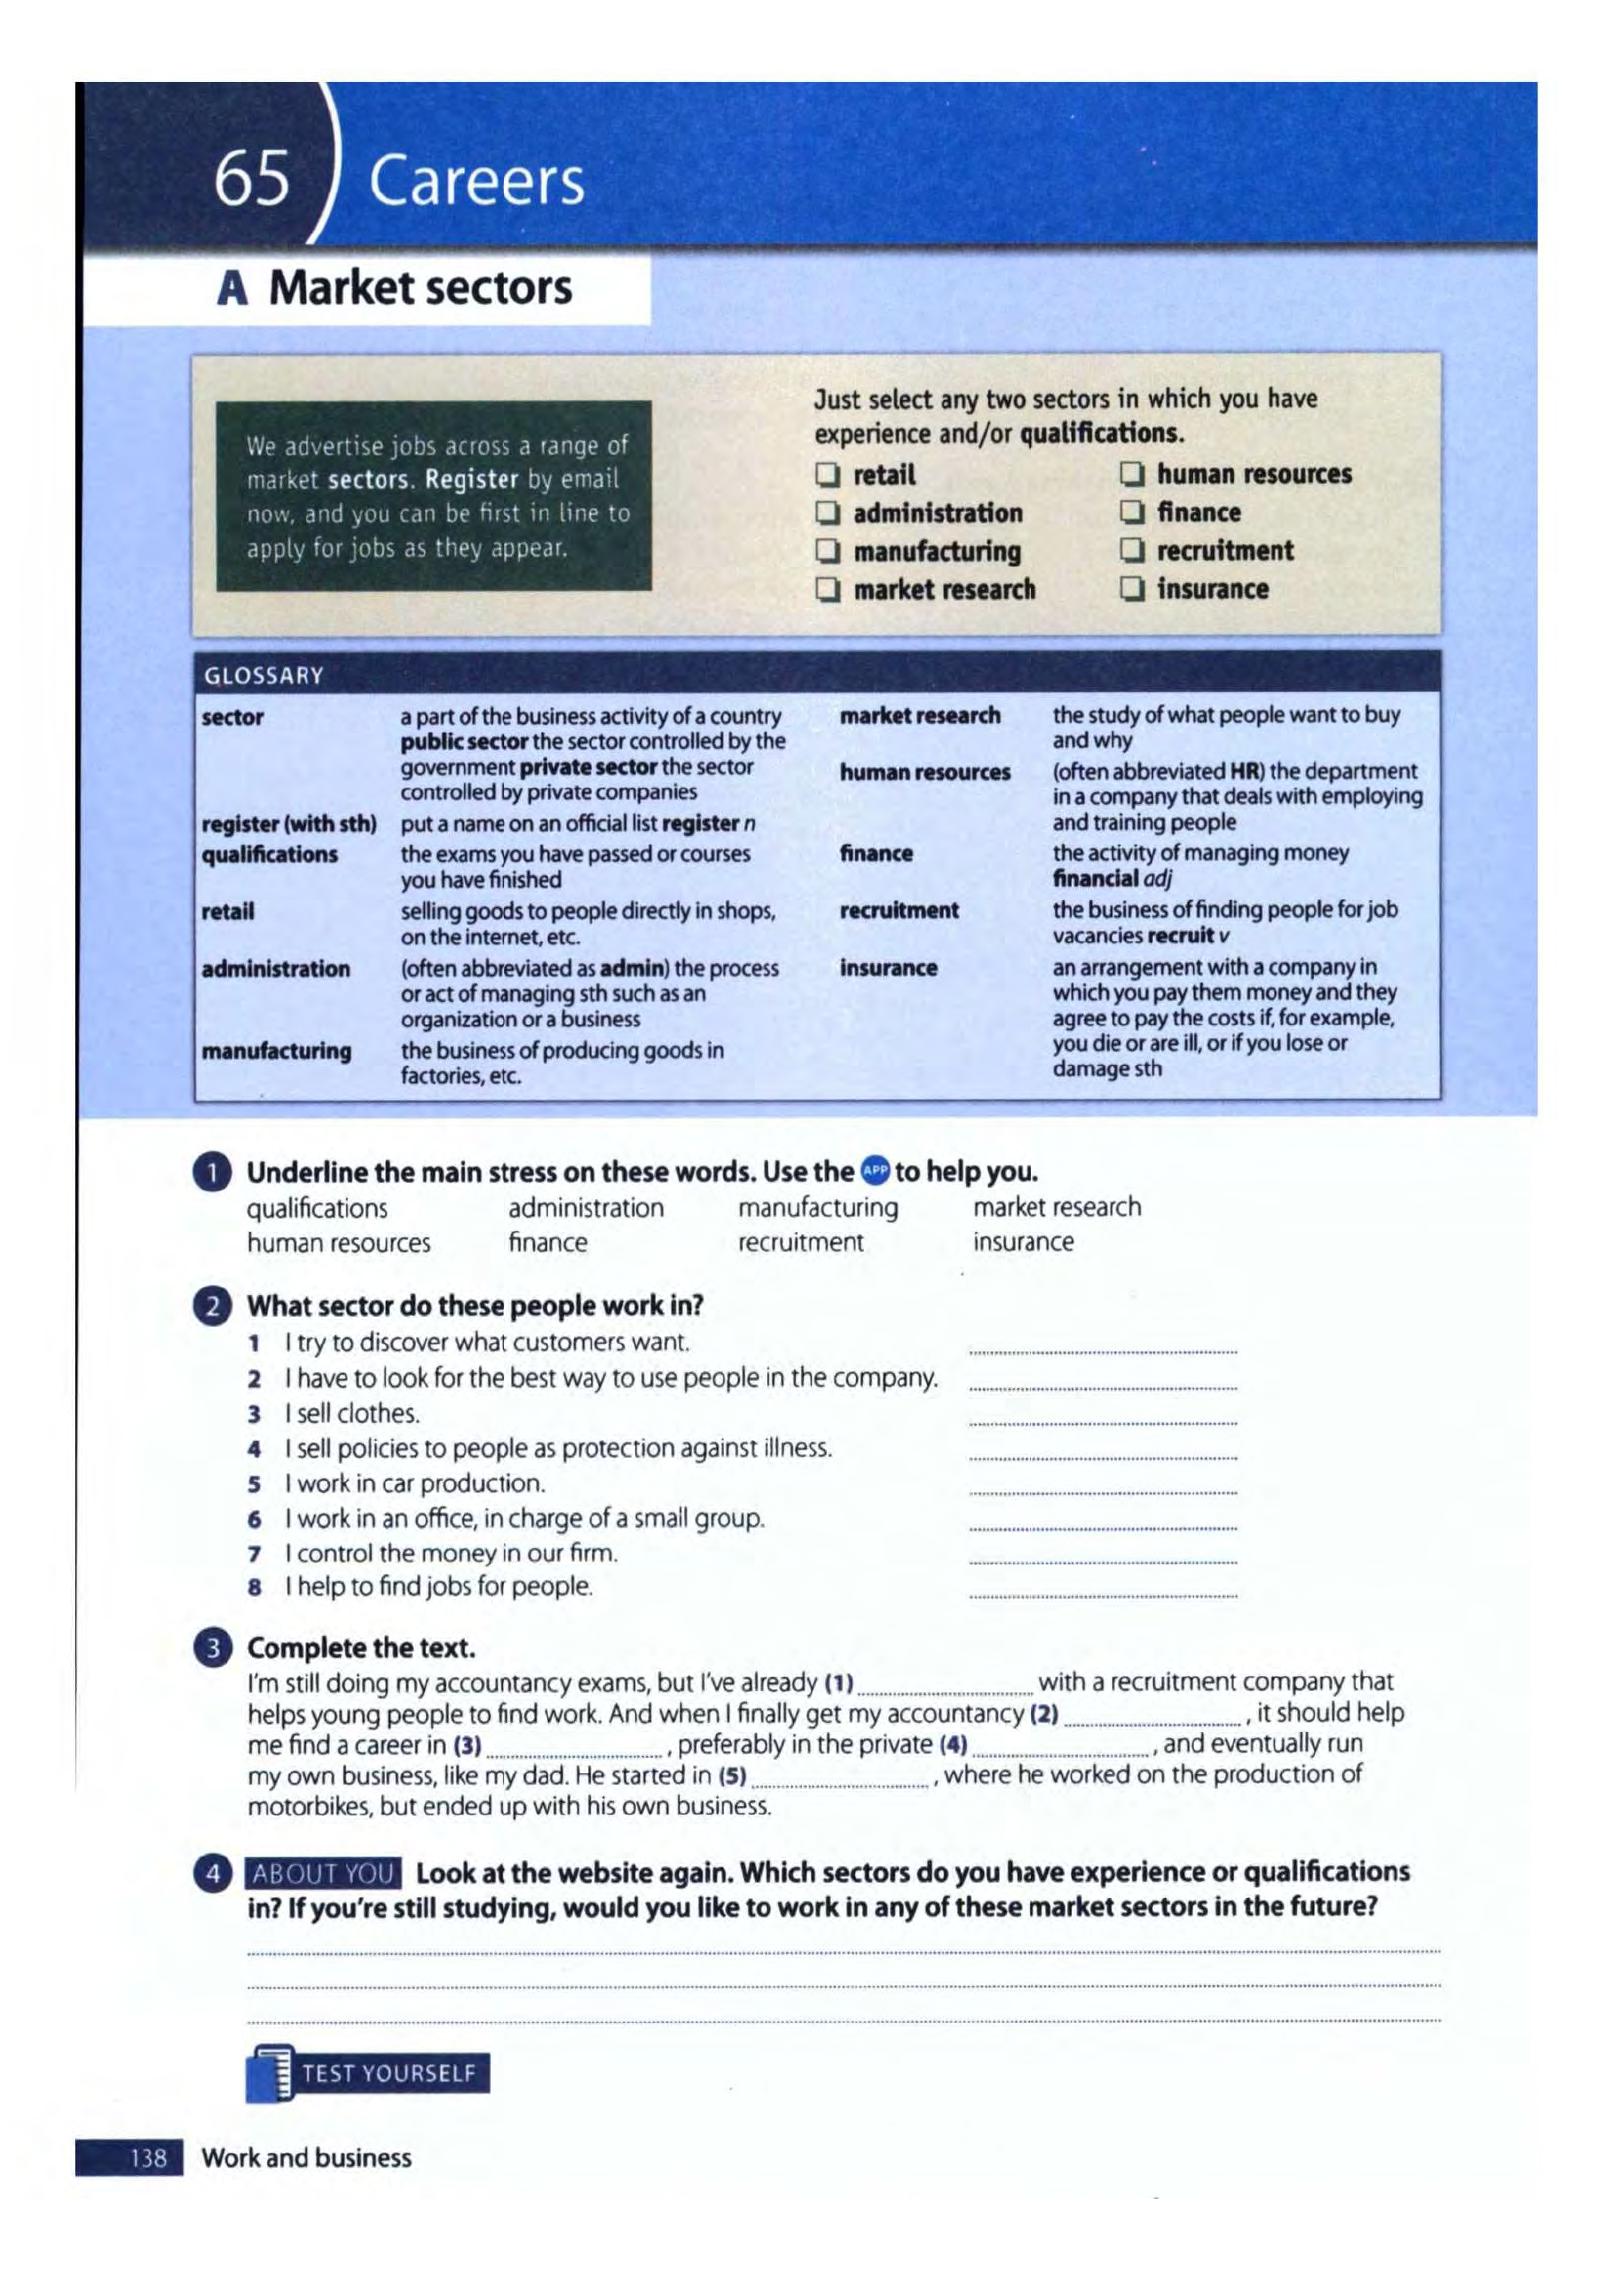 65 Careers
A Market sectors
We advertise jobs across a range of
market sectors. Register by email
now, and you can be first in line to
apply for jobs as they appear.
Just select any two sectors in which you have
experience and/or qualifications.
retail
administration
manufacturing
market research
human resources
finance
recruitment
insurance
GLOSSARY
sector a part of the business activity of a country
public sector the sector controlled by the
government private sector the sector
controlled by private companies
register (with sth) put a name on an official list register n
qualifications the exams you have passed or courses
you have finished
retail selling goods to people directly in shops,
on the internet, etc.
administration (often abbreviated as admin) the process
or act of managing sth such as an
organization or a business
manufacturing the business of producing goods in
factories, etc.
market research the study of what people want to buy
and why
human resources (often abbreviated HR) the department
in a company that deals with employing
and training people
finance the activity of managing money
financial adj
recruitment the business of finding people for job
vacancies recruit v
insurance an arrangement with a company in
which you pay them money and they
agree to pay the costs if, for example,
you die or are ill, or if you lose or
damage sth
1 Underline the main stress on these words. Use the APP to help you.
qualifications administration manufacturing market research
human resources finance recruitment insurance
2 What sector do these people work in?
1 I try to discover what customers want.
2 I have to look for the best way to use people in the company.
3 I sell clothes.
4 I sell policies to people as protection against illness.
5 I work in car production.
6 I work in an office, in charge of a small group.
7 I control the money in our firm.
8 I help to find jobs for people.
3 Complete the text.
I'm still doing my accountancy exams, but I've already (1) with a recruitment company that
helps young people to find work. And when I finally get my accountancy (2) , it should help
me find a career in (3) , preferably in the private (4) , and eventually run
my own business, like my dad. He started in (5) , where he worked on the production of
motorbikes, but ended up with his own business.
4 ABOUT YOU Look at the website again. Which sectors do you have experience or qualifications
in? If you're still studying, would you like to work in any of these market sectors in the future?
TEST YOURSELF
138 Work and business